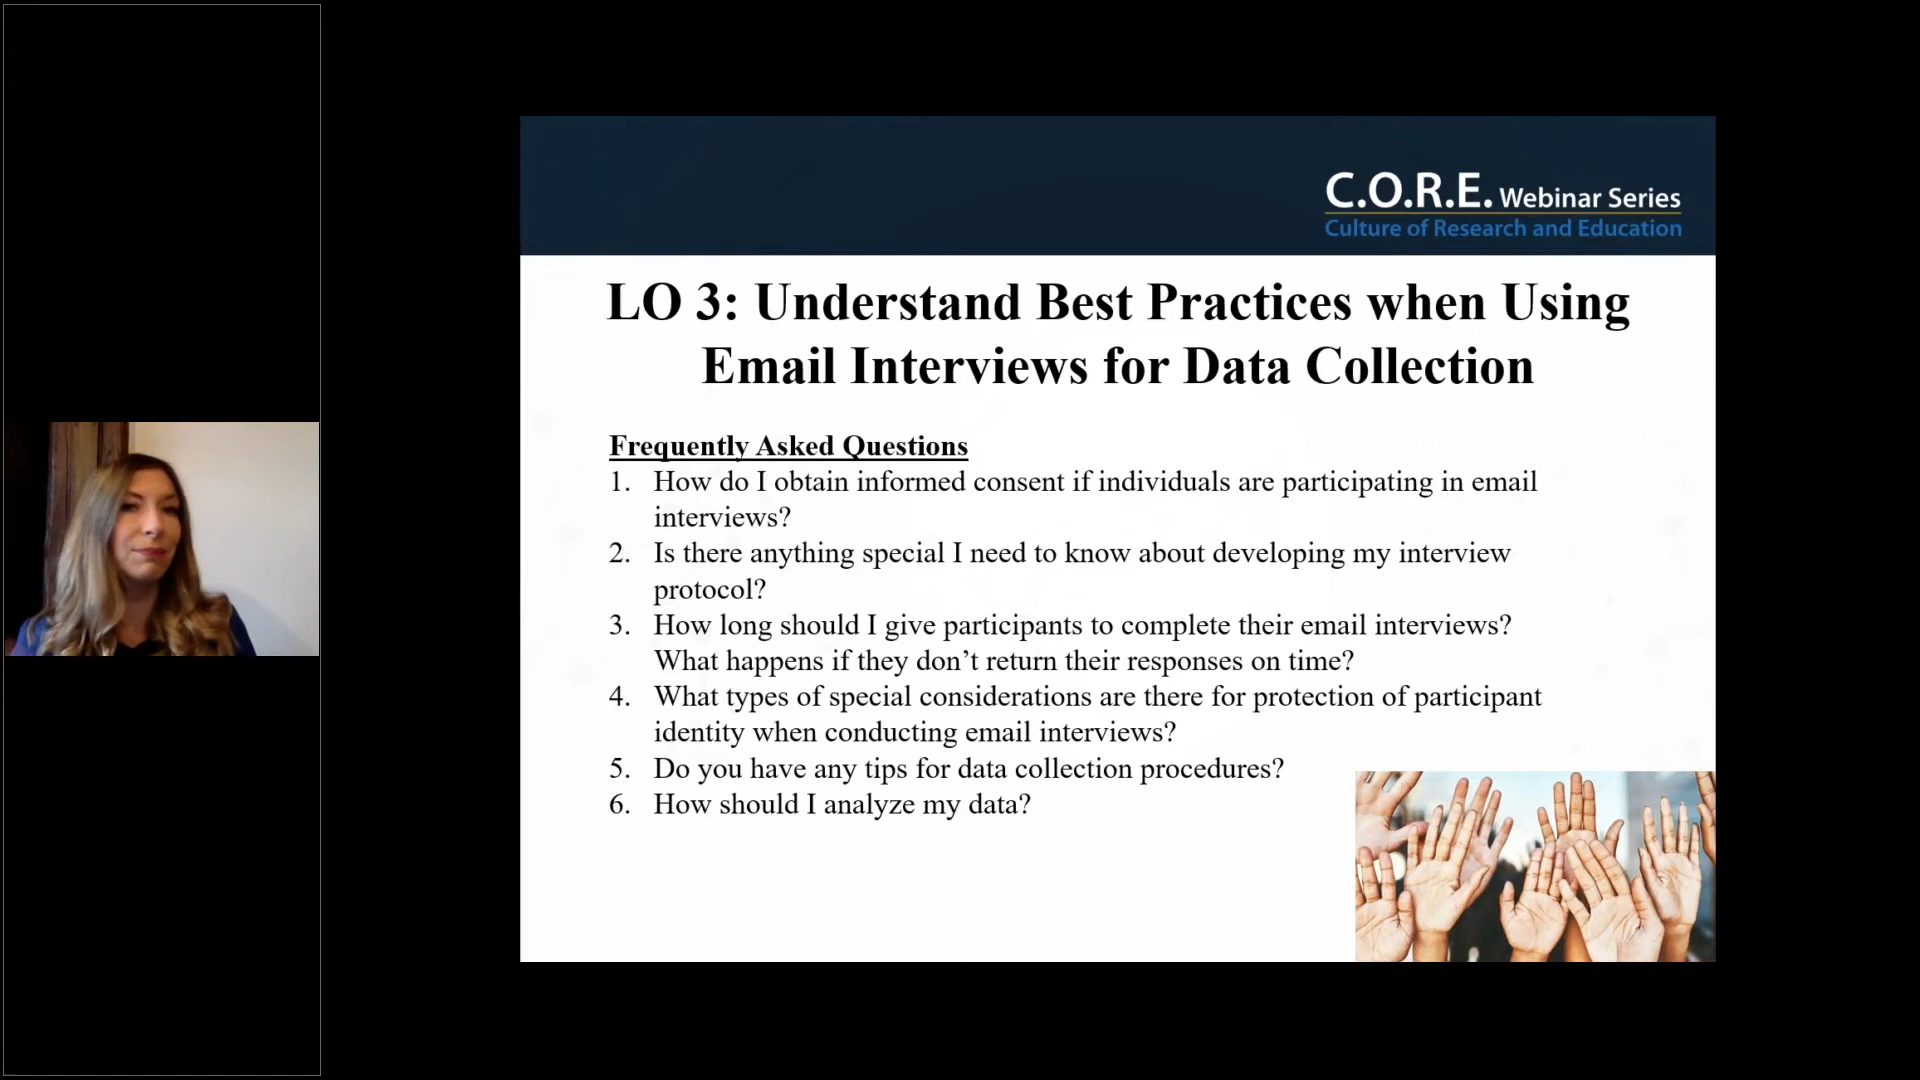 C.O.R.E. Webinar Series
Culture of Research and Education
LO 3: Understand Best Practices when Using
Email Interviews for Data Collection
Frequently Asked Questions
1. How do I obtain informed consent if individuals are participating in email
interviews?
2. Is there anything special I need to know about developing my interview
protocol?
3. How long should I give participants to complete their email interviews?
What happens if they don’t return their responses on time?
4. What types of special considerations are there for protection of participant
identity when conducting email interviews?
5. Do you have any tips for data collection procedures?
6. How should I analyze my data?